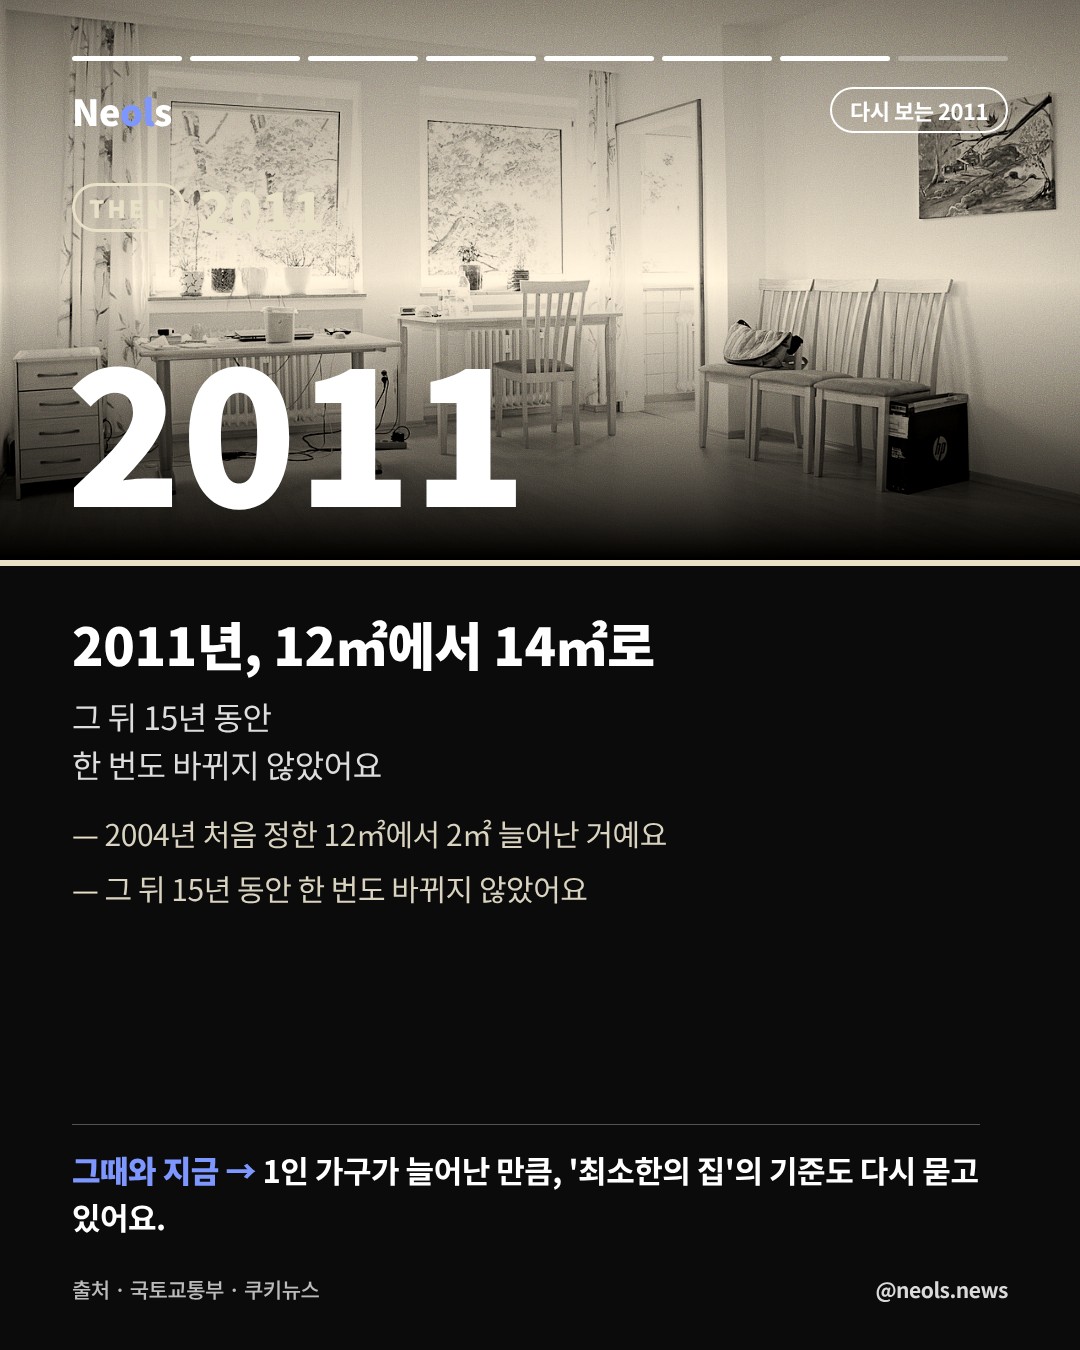 Neols
다시 보는 2011
THEN 2011
2011
2011년, 12㎡에서 14㎡로
그 뒤 15년 동안
한 번도 바뀌지 않았어요
— 2004년 처음 정한 12㎡에서 2㎡ 늘어난 거예요
— 그 뒤 15년 동안 한 번도 바뀌지 않았어요
그때와 지금 → 1인 가구가 늘어난 만큼, '최소한의 집'의 기준도 다시 묻고
있어요.
출처 · 국토교통부 · 쿠키뉴스
@neols.news
hp